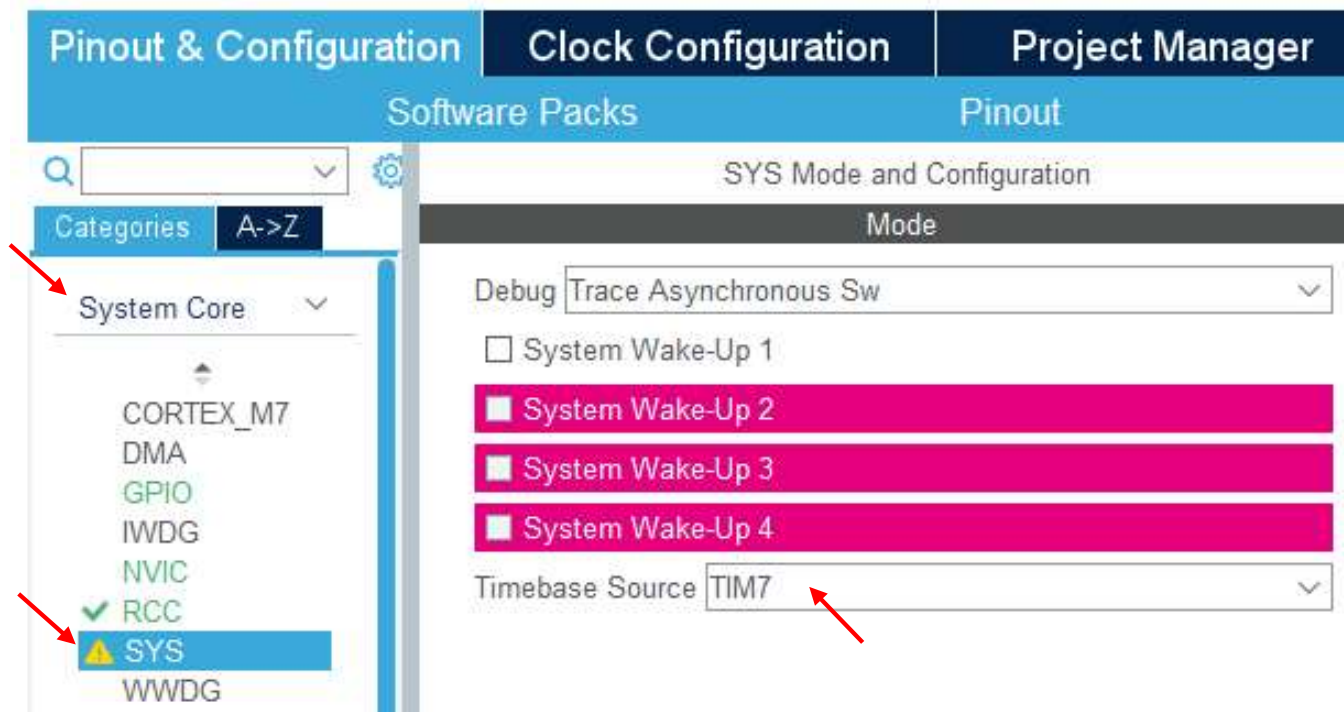 Pinout & Configuration
Clock Configuration
Project Manager
Software Packs
Pinout
Categories
A->Z
System Core
CORTEX_M7
DMA
GPIO
IWDG
NVIC
RCC
SYS
WWDG
SYS Mode and Configuration
Mode
Debug Trace Asynchronous Sw
System Wake-Up 1
System Wake-Up 2
System Wake-Up 3
System Wake-Up 4
Timebase Source TIM7